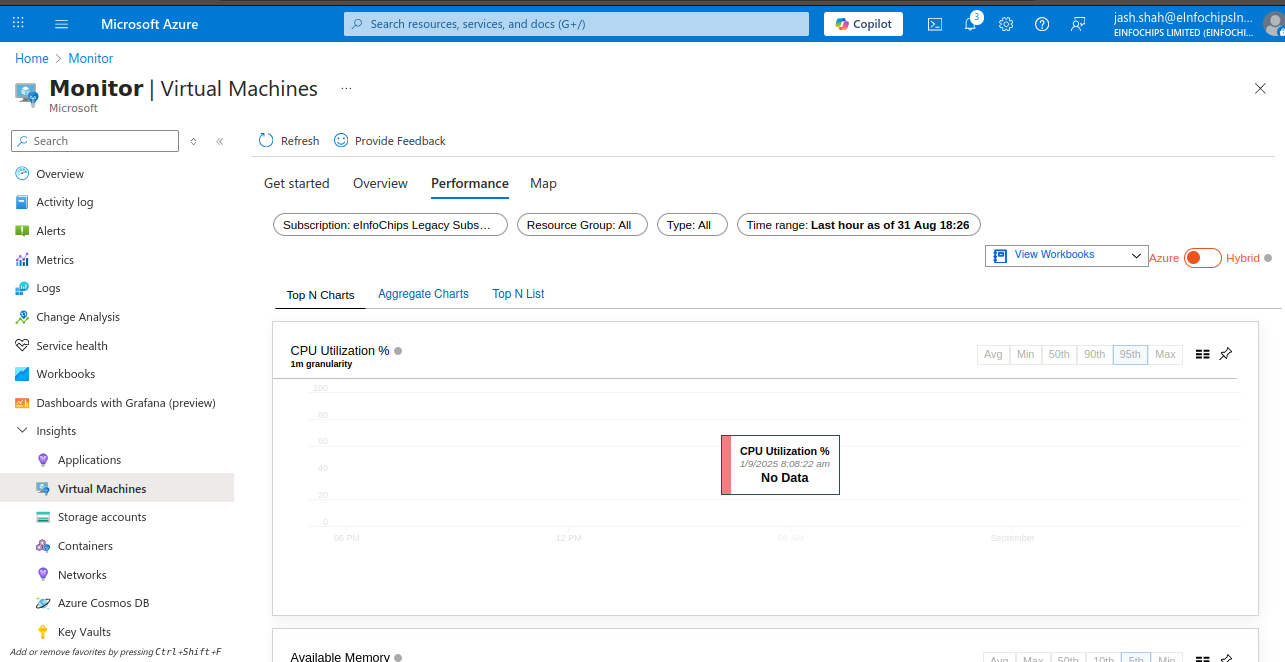 Microsoft Azure
Search resources, services, and docs (G+/)
Copilot
3
jash.shah@eInfochipsIn...
EINFOCHIPS LIMITED (EINFOCHI...
Home > Monitor
Monitor | Virtual Machines ...
Microsoft
Search
Refresh
Provide Feedback
Overview
Activity log
Alerts
Metrics
Logs
Change Analysis
Service health
Workbooks
Dashboards with Grafana (preview)
Insights
Applications
Virtual Machines
Storage accounts
Containers
Networks
Azure Cosmos DB
Key Vaults
Add or remove favorites by pressing Ctrl+Shift+F
Get started Overview Performance Map
Subscription: eInfoChips Legacy Subs... Resource Group: All Type: All Time range: Last hour as of 31 Aug 18:26
View Workbooks Azure Hybrid
Top N Charts Aggregate Charts Top N List
CPU Utilization %
1m granularity
Avg Min 50th 90th 95th Max
100
80
60
40
20
0
06 PM 12 PM 06 AM September
CPU Utilization %
1/9/2025 8:08:22 am
No Data
Available Memory
Avg Max 50th 10th 5th Min